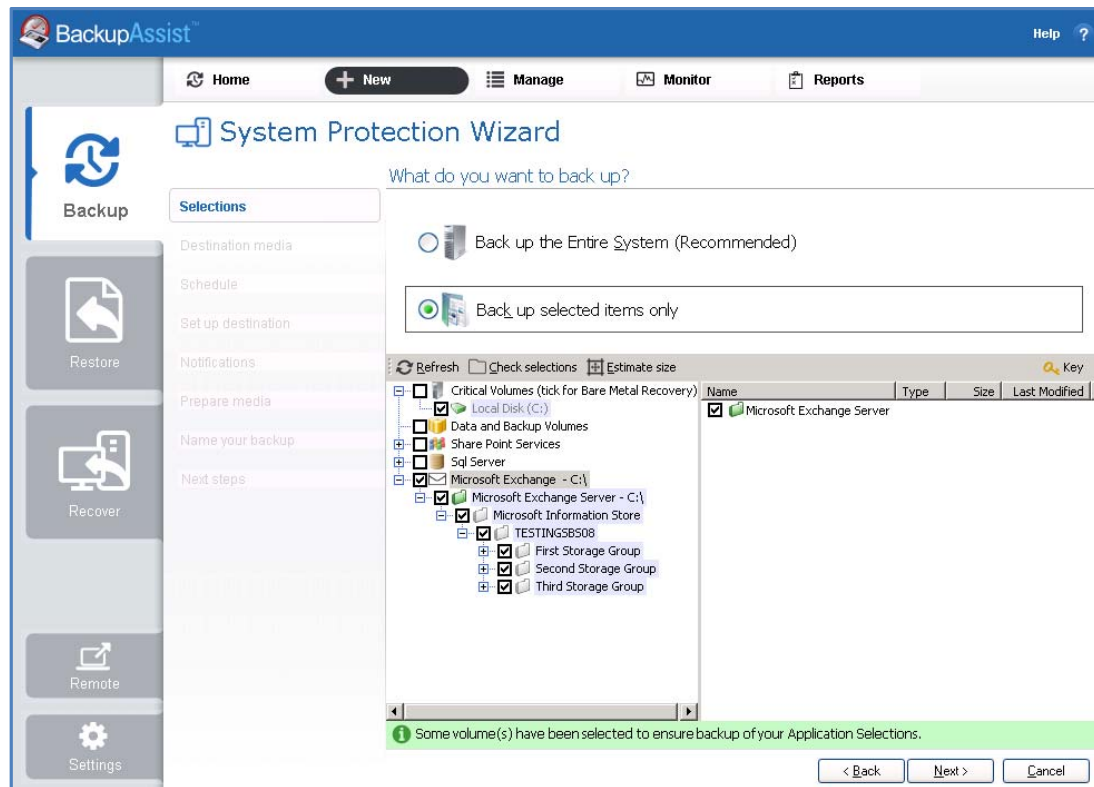 BackupAssist™
Help ?
Home
New
Manage
Monitor
Reports
System Protection Wizard
What do you want to back up?
Backup
Selections
Destination media
Schedule
Set up destination
Notifications
Prepare media
Name your backup
Next steps
Restore
Recover
Remote
Settings
Back up the Entire System (Recommended)
Back up selected items only
Refresh Check selections Estimate size Key
Critical Volumes (tick for Bare Metal Recovery)
Local Disk (C:)
Data and Backup Volumes
Share Point Services
Sql Server
Microsoft Exchange - C:\
Microsoft Exchange Server - C:\
Microsoft Information Store
TESTINGSBS08
First Storage Group
Second Storage Group
Third Storage Group
Name Type Size Last Modified
Microsoft Exchange Server
Some volume(s) have been selected to ensure backup of your Application Selections.
< Back Next > Cancel